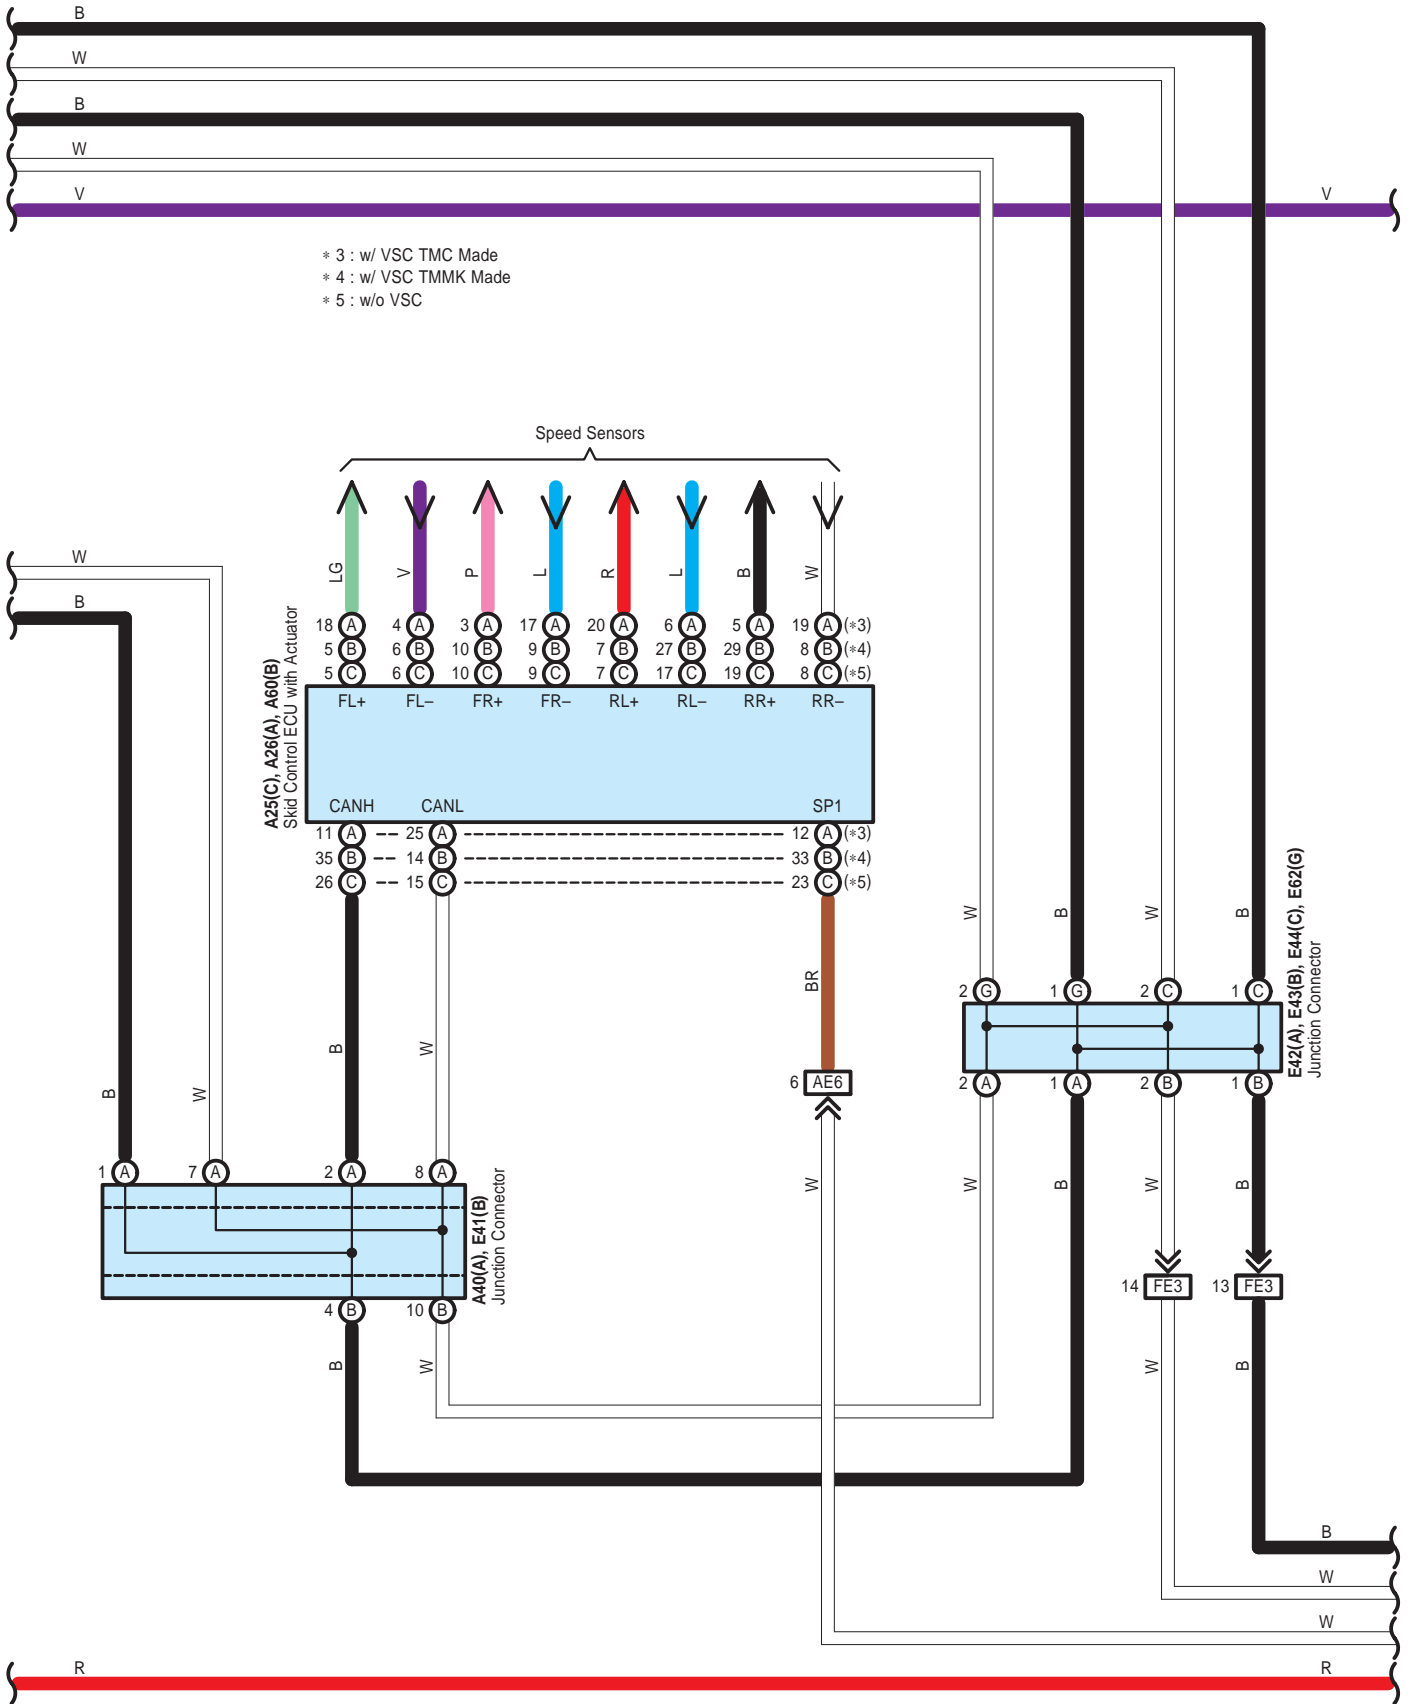 B
W
B
W
V V
* 3 : w/ VSC TMC Made
* 4 : w/ VSC TMMK Made
* 5 : w/o VSC
Speed Sensors
W
B
LG V P L R L B W
18 A 4 A 3 A 17 A 20 A 6 A 5 A 19 A (*3)
5 B 6 B 10 B 9 B 7 B 27 B 29 B 8 B (*4)
5 C 6 C 10 C 9 C 7 C 17 C 19 C 8 C (*5)
FL+ FL– FR+ FR– RL+ RL– RR+ RR–
A25(C), A26(A), A60(B)
Skid Control ECU with Actuator
CANH CANL SP1
11 A 25 A 12 A (*3)
35 B 14 B 33 B (*4)
26 C 15 C 23 C (*5)
W B W B
BR
2 G 1 G 2 C 1 C
E42(A), E43(B), E44(C), E62(G)
Junction Connector
B W
6 AE6
2 A 1 A 2 B 1 B
B W
1 A 7 A 2 A 8 A
W W B W B
A40(A), E41(B)
Junction Connector
14 FE3 13 FE3
4 B 10 B
B W W B
B
W
W
R R